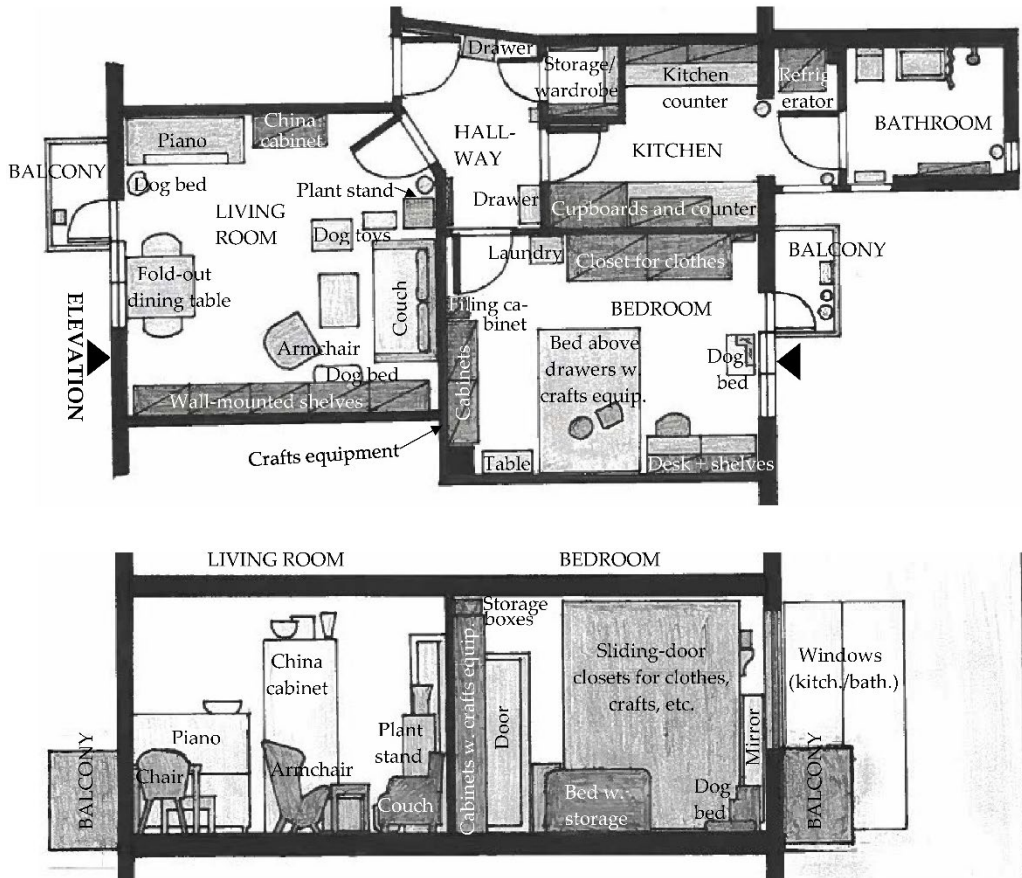 Drawer
Storage/
wardrobe
Kitchen
counter
Refrig
erator
BATHROOM
Piano
China
cabinet
HALL-
WAY
KITCHEN
BALCONY
Dog bed
Plant stand
LIVING
ROOM
Drawer
Cupboards and counter
Dog toys
Laundry
Closet for clothes
BALCONY
Fold-out
dining table
Couch
Filing ca-
binet
BEDROOM
ELEVATION
Armchair
Dog bed
Cabinets
Bed above
drawers w.
crafts equip.
Dog
bed
Wall-mounted shelves
Crafts equipment
Table
Desk + shelves
LIVING ROOM
BEDROOM
Storage
boxes
China
cabinet
Cabinets w. crafts equip.
Sliding-door
closets for clothes,
crafts, etc.
Windows
(kitch./bath.)
Piano
Plant
stand
Door
Mirror
BALCONY
Chair
Armchair
Couch
Bed w.
storage
Dog
bed
BALCONY